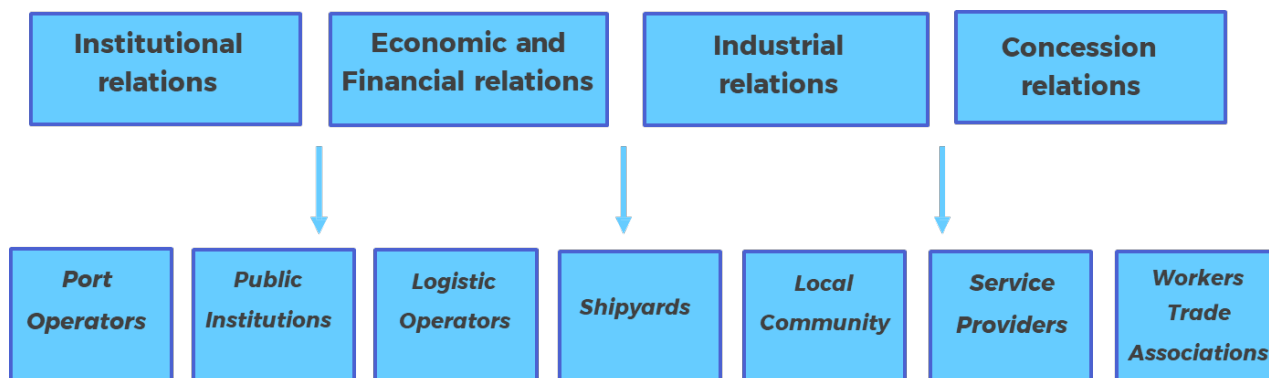 Institutional
relations
Economic and
Financial relations
Industrial
relations
Concession
relations
Port
Operators
Public
Institutions
Logistic
Operators
Shipyards
Local
Community
Service
Providers
Workers
Trade
Associations